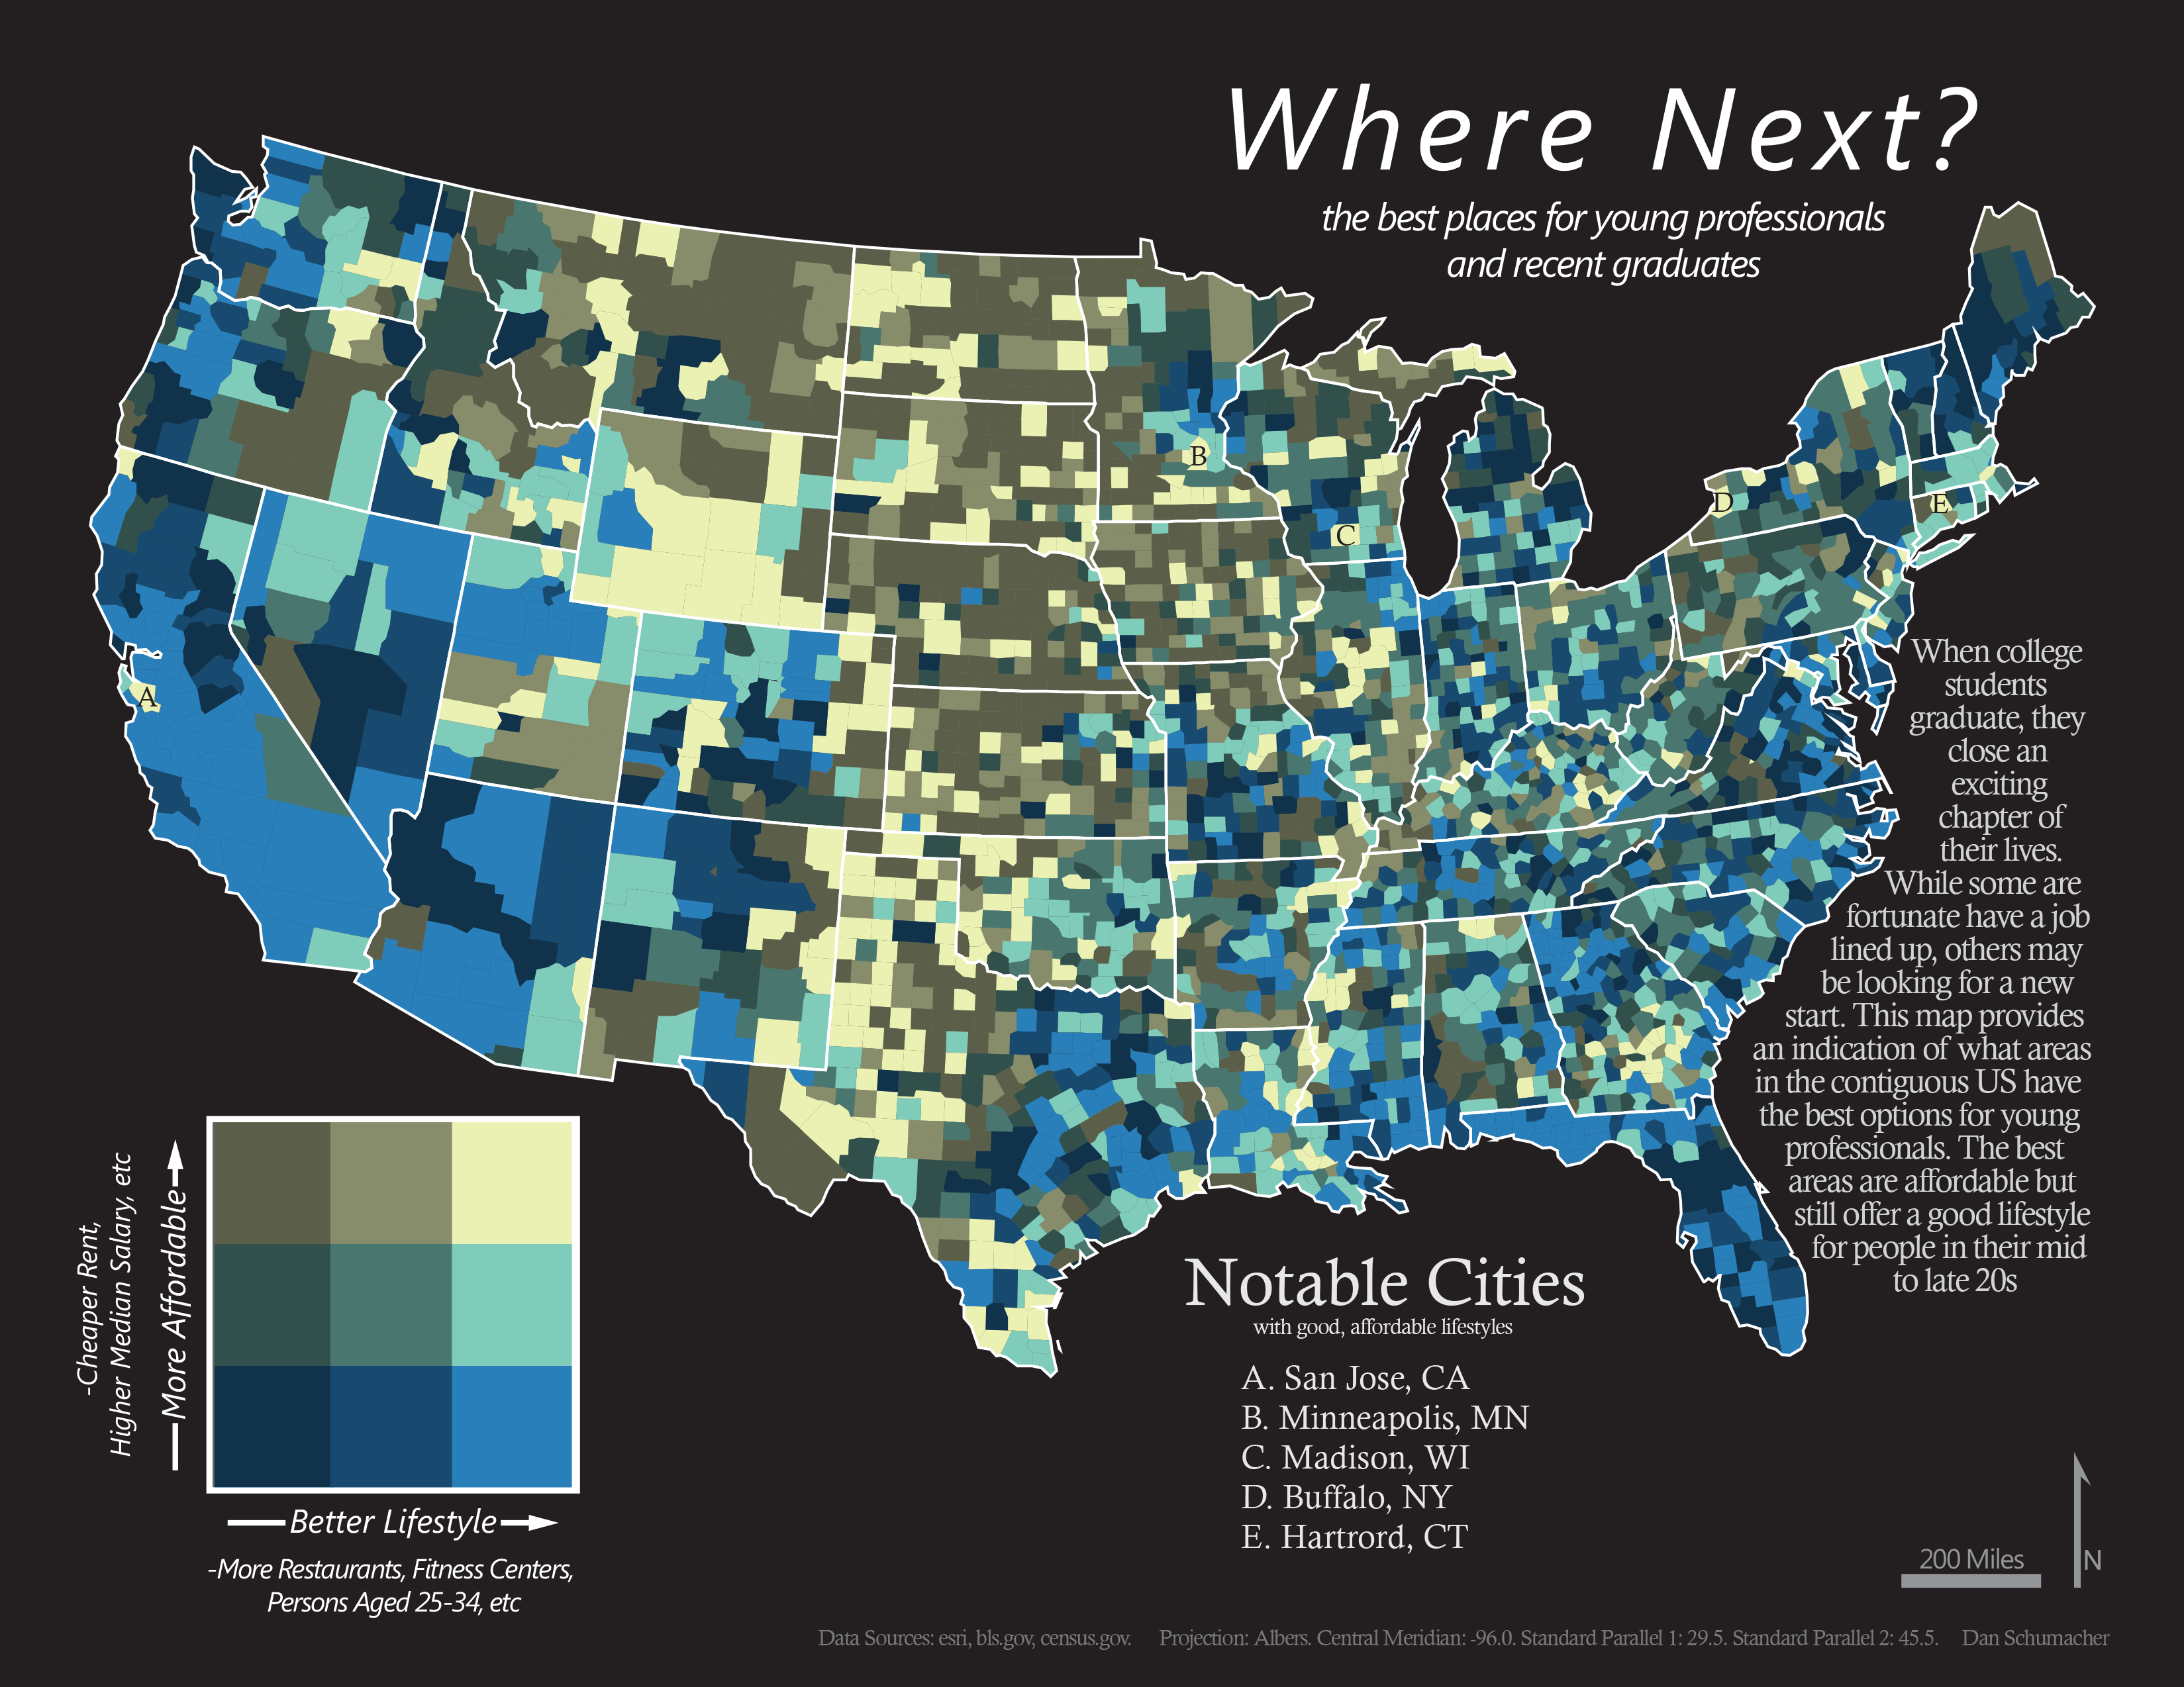 Where Next?
the best places for young professionals
and recent graduates
B
D
E
C
A
When college
students
graduate, they
close an
exciting
chapter of
their lives.
While some are
fortunate have a job
lined up, others may
be looking for a new
start. This map provides
an indication of what areas
in the contiguous US have
the best options for young
professionals. The best
areas are affordable but
still offer a good lifestyle
for people in their mid
to late 20s
-Cheaper Rent,
Higher Median Salary, etc
More Affordable
Better Lifestyle
-More Restaurants, Fitness Centers,
Persons Aged 25-34, etc
Notable Cities
with good, affordable lifestyles
A. San Jose, CA
B. Minneapolis, MN
C. Madison, WI
D. Buffalo, NY
E. Hartrord, CT
200 Miles
N
Data Sources: esri, bls.gov, census.gov. Projection: Albers. Central Meridian: -96.0. Standard Parallel 1: 29.5. Standard Parallel 2: 45.5. Dan Schumacher